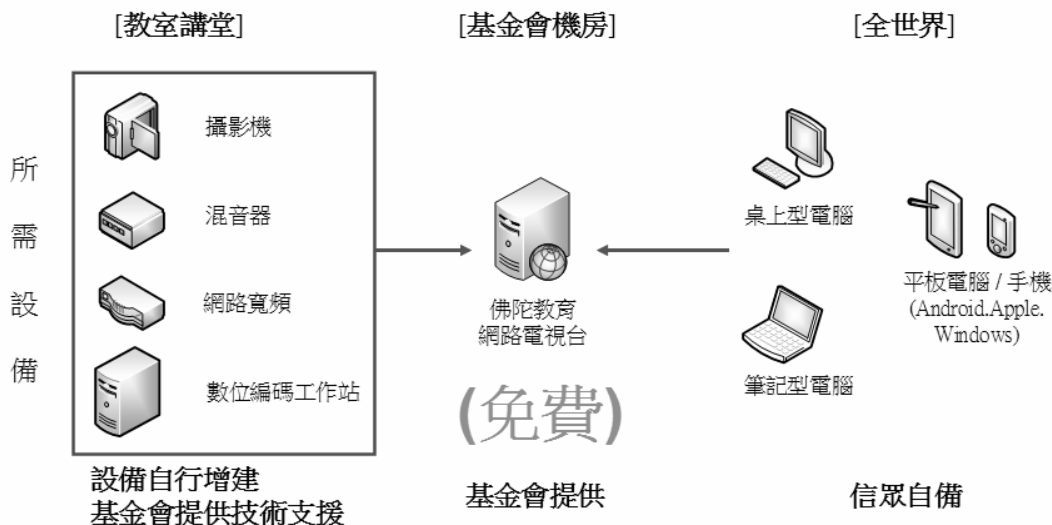 [教室講堂]
[基金會機房]
[全世界]
所需設備
攝影機
混音器
網路寬頻
數位編碼工作站
設備自行增建
基金會提供技術支援
佛陀教育
網路電視台
(免費)
基金會提供
桌上型電腦
筆記型電腦
平板電腦 / 手機
(Android.Apple.
Windows)
信眾自備